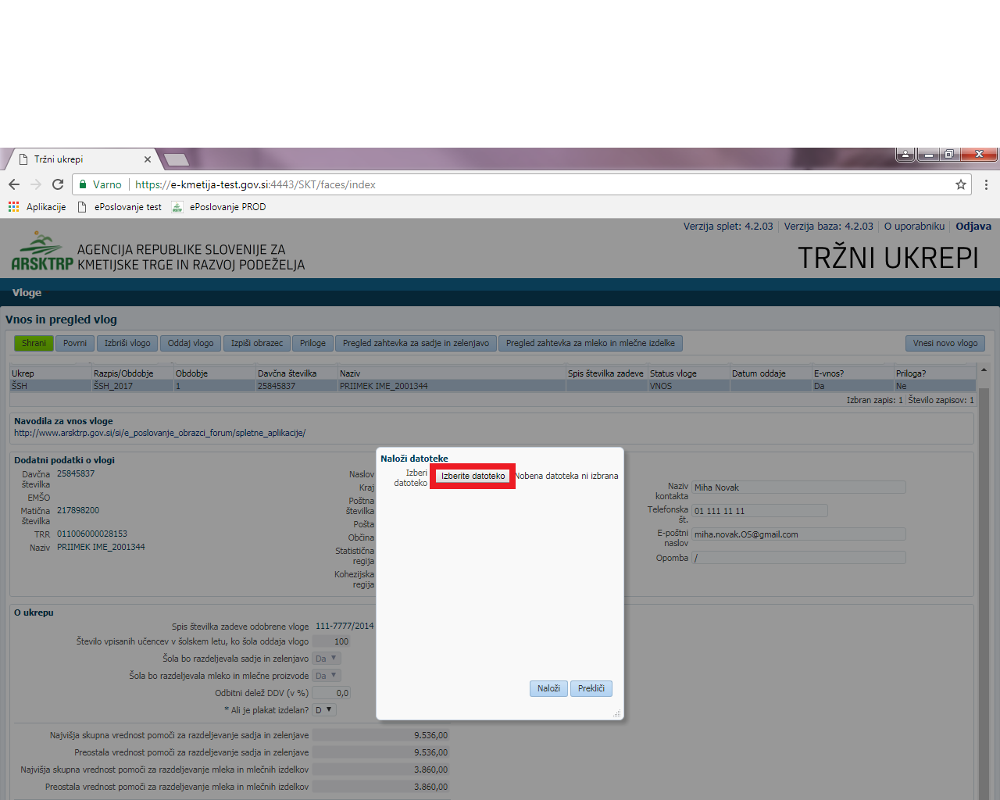 Tržni ukrepi
Varno https://e-kmetija-test.gov.si:4443/SKT/faces/index
Aplikacije ePoslovanje test ePoslovanje PROD
Verzija splet: 4.2.03 Verzija baza: 4.2.03 O uporabniku Odjava
ARSKTRP
AGENCIJA REPUBLIKE SLOVENIJE ZA
KMETIJSKE TRGE IN RAZVOJ PODEŽELJA
TRŽNI UKREPI
Vloge
Vnos in pregled vlog
Shrani Povrni Izbriši vlogo Oddaj vlogo Izpiši obrazec Priloge Pregled zahtevka za sadje in zelenjavo Pregled zahtevka za mleko in mlečne izdelke Vnesi novo vlogo
Ukrep Razpis/Obdobje Obdobje Davčna številka Naziv Spis številka zadeve Status vloge Datum oddaje E-vnos? Priloga?
ŠSH ŠSH_2017 1 25845837 PRIIMEK IME_2001344 VNOS Da Ne
Izbran zapis: 1 Število zapisov: 1
Navodila za vnos vloge
http://www.arsktrp.gov.si/si/e_poslovanje_obrazci_forum/spletne_aplikacije/
Dodatni podatki o vlogi
Davčna številka 25845837
EMŠO
Matična številka 217898200
TRR 011006000028153
Naziv PRIIMEK IME_2001344
Naslov
Kraj
Poštna številka
Pošta
Občina
Statistična regija
Kohezijska regija
Naziv kontakta Miha Novak
Telefonska št. 01 111 11 11
E-poštni naslov miha.novak.OS@gmail.com
Opomba /
Naloži datoteke
Izberi datoteko Izberite datoteko Nobena datoteka ni izbrana
Naloži Prekliči
O ukrepu
Spis številka zadeve odobrene vloge 111-7777/2014
Število vpisanih učencev v šolskem letu, ko šola oddaja vlogo 100
Šola bo razdeljevala sadje in zelenjavo Da
Šola bo razdeljevala mleko in mlečne proizvode Da
Odbitni delež DDV (v %) 0,0
* Ali je plakat izdelan? D
Najvišja skupna vrednost pomoči za razdeljevanje sadja in zelenjave 9.536,00
Preostala vrednost pomoči za razdeljevanje sadja in zelenjave 9.536,00
Najvišja skupna vrednost pomoči za razdeljevanje mleka in mlečnih izdelkov 3.860,00
Preostala vrednost pomoči za razdeljevanje mleka in mlečnih izdelkov 3.860,00